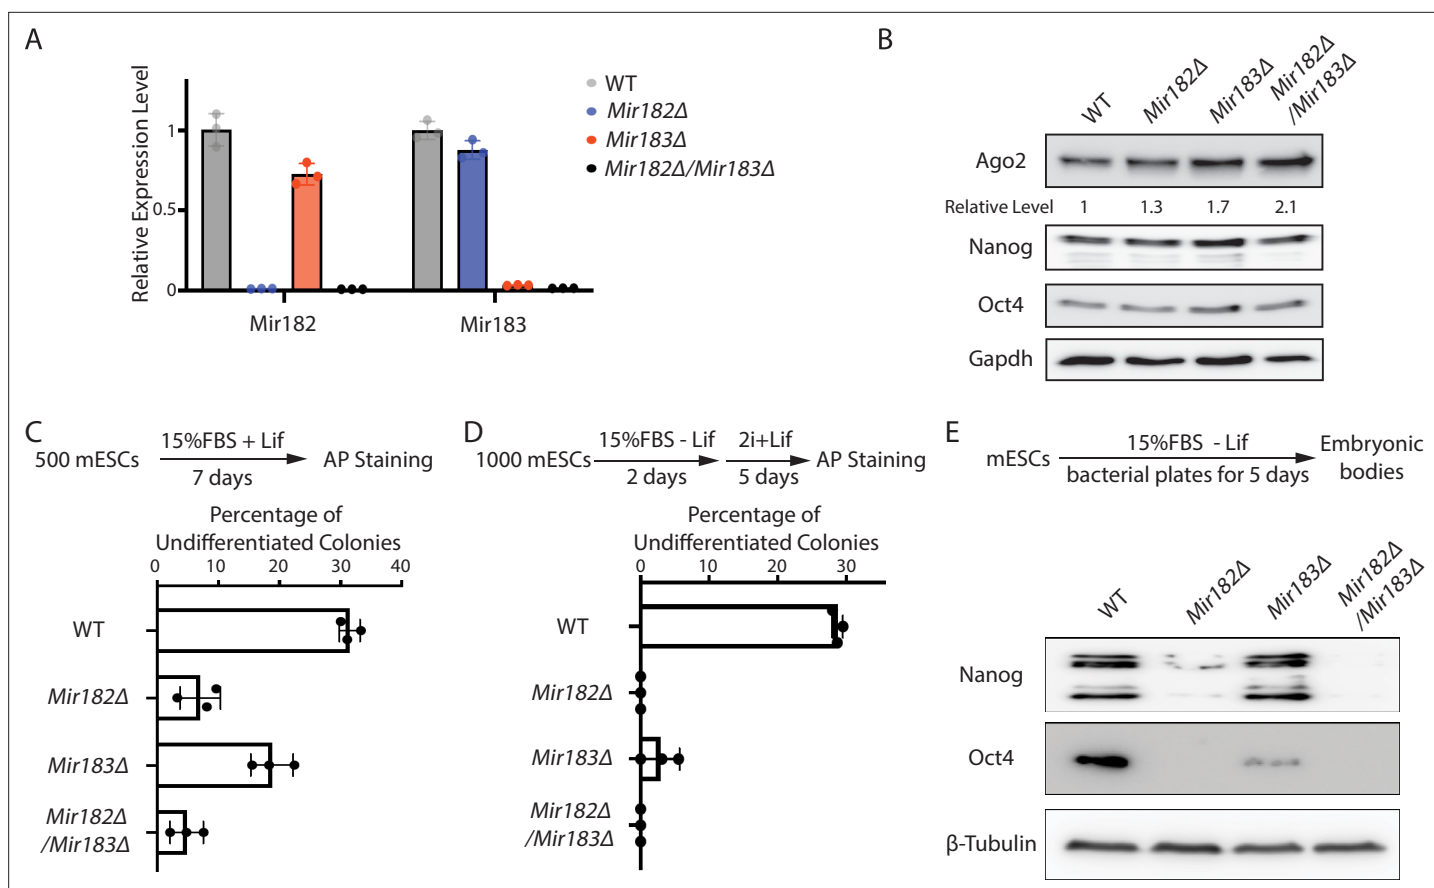 A
Relative Expression Level
1
0.5
0
Mir182
Mir183
WT
Mir182Δ
Mir183Δ
Mir182Δ/Mir183Δ
B
WT
Mir182Δ
Mir183Δ
Mir182Δ
/Mir183Δ
Ago2
Relative Level 1 1.3 1.7 2.1
Nanog
Oct4
Gapdh
C
500 mESCs
15%FBS + Lif
7 days
AP Staining
Percentage of
Undifferentiated Colonies
0 10 20 30 40
WT
Mir182Δ
Mir183Δ
Mir182Δ
/Mir183Δ
D
1000 mESCs
15%FBS - Lif
2 days
2i+Lif
5 days
AP Staining
Percentage of
Undifferentiated Colonies
0 10 20 30
WT
Mir182Δ
Mir183Δ
Mir182Δ
/Mir183Δ
E
mESCs
15%FBS - Lif
bacterial plates for 5 days
Embryonic
bodies
WT
Mir182Δ
Mir183Δ
Mir182Δ
/Mir183Δ
Nanog
Oct4
β-Tubulin